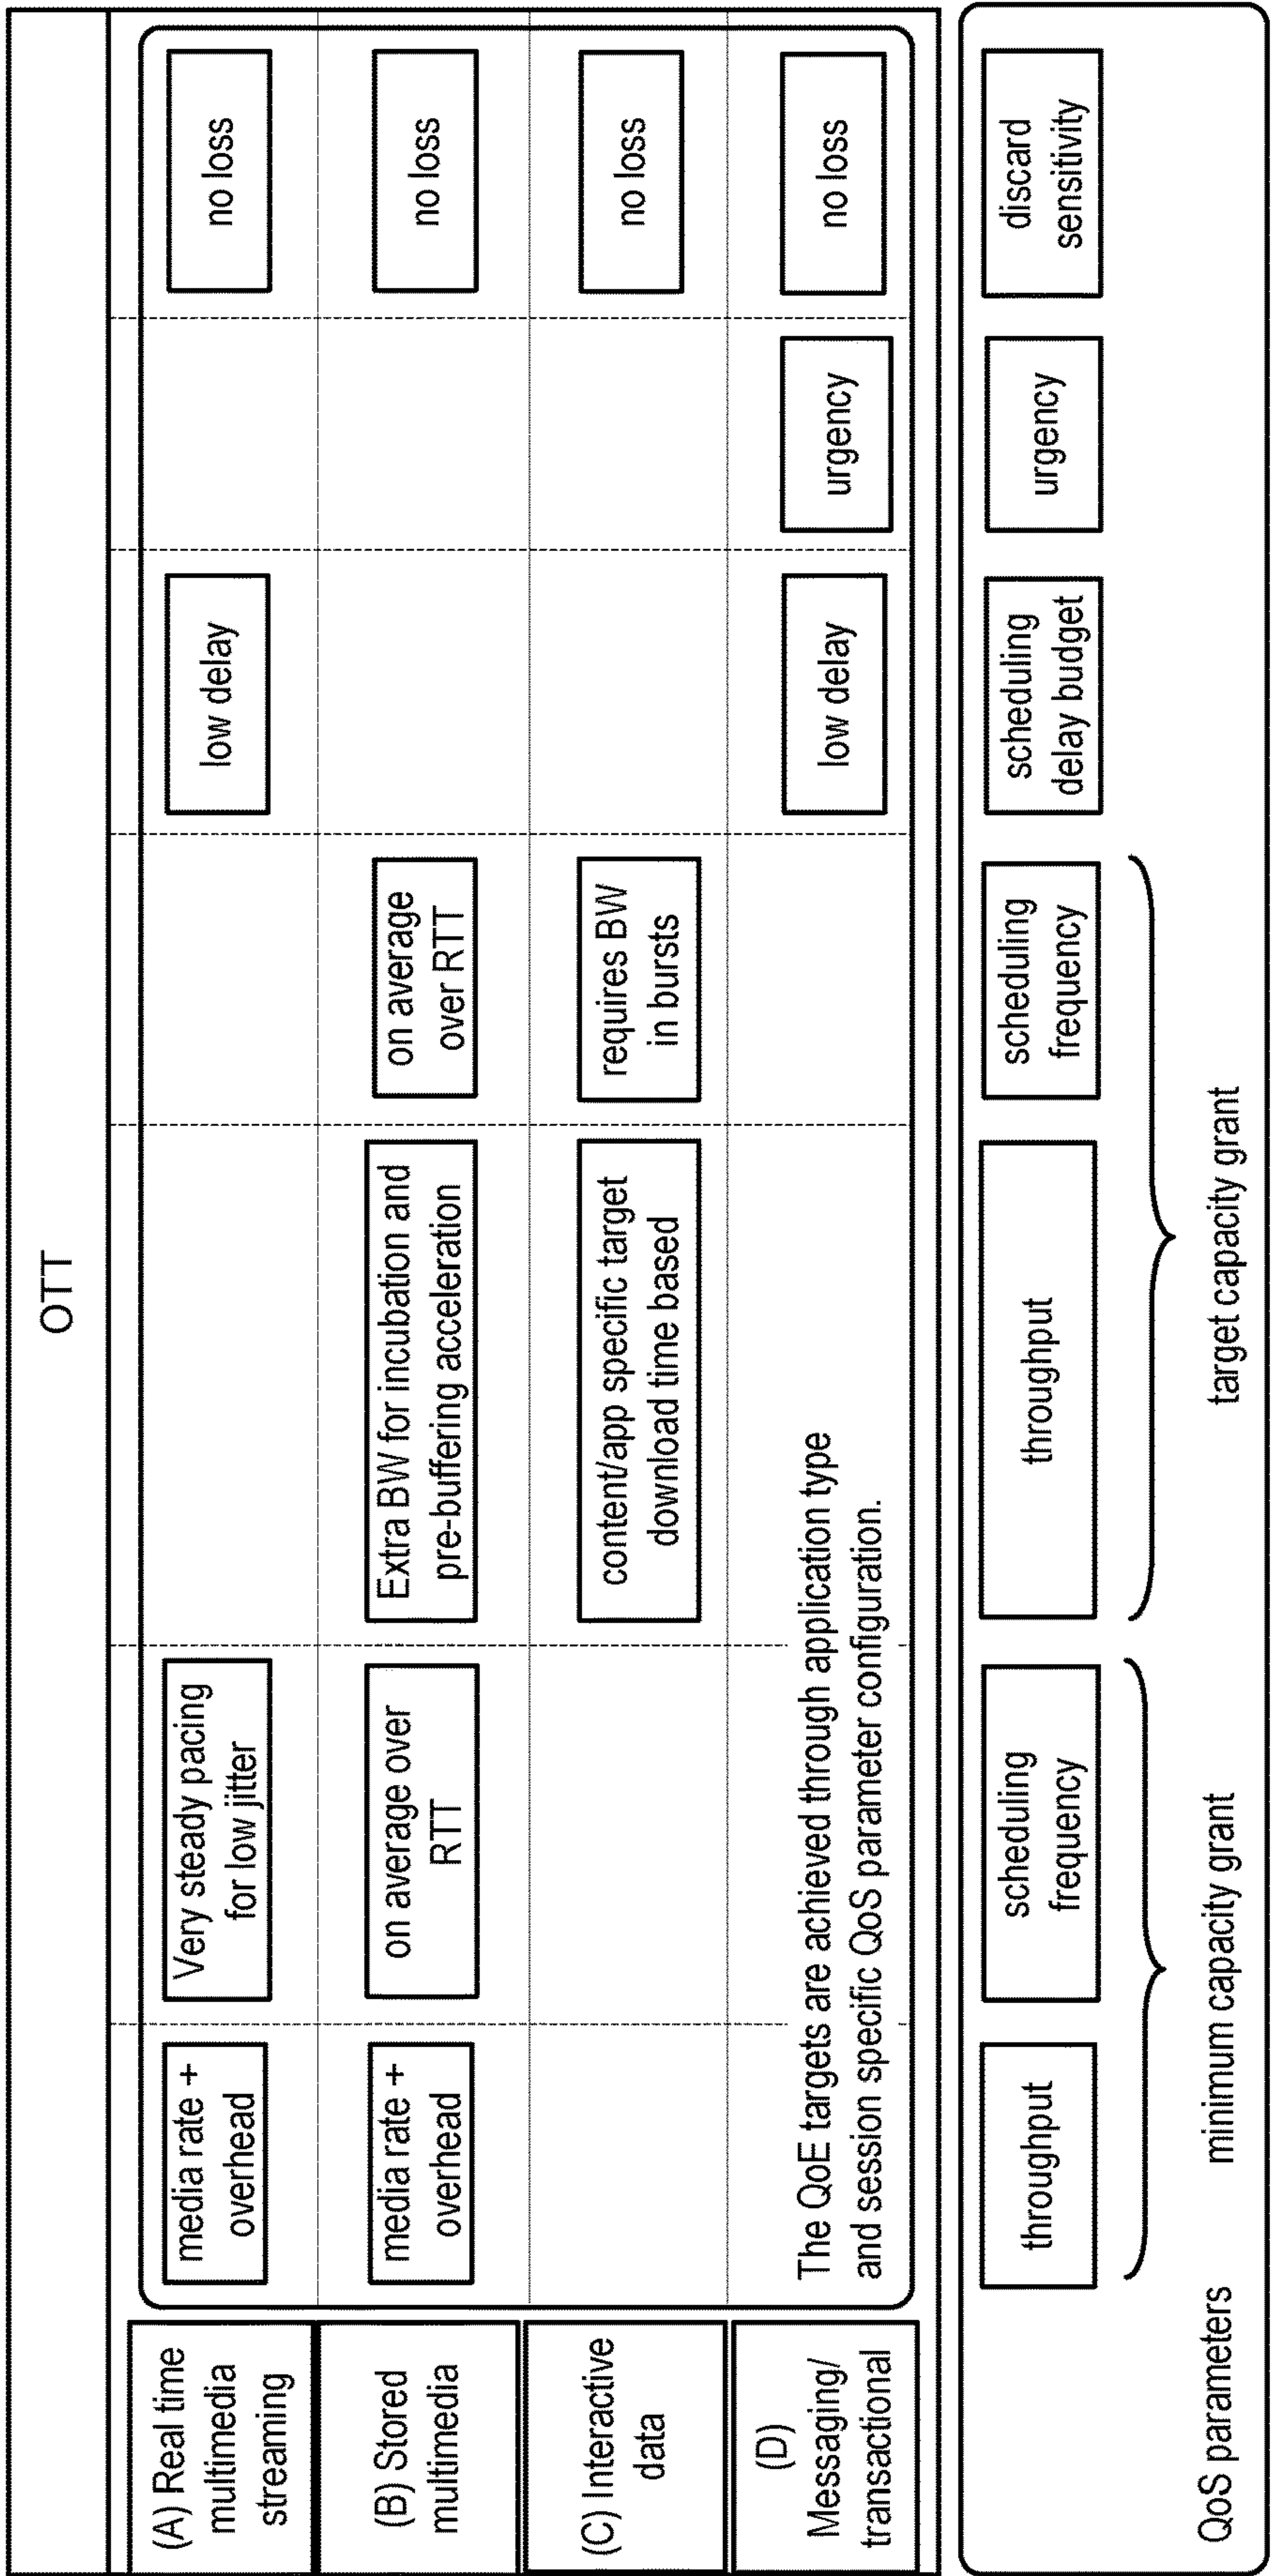 OTT
(A) Real time
multimedia
streaming
media rate +
overhead
Very steady pacing
for low jitter
low delay
no loss
(B) Stored
multimedia
media rate +
overhead
on average over
RTT
Extra BW for incubation and
pre-buffering acceleration
on average
over RTT
no loss
(C) Interactive
data
content/app specific target
download time based
requires BW
in bursts
no loss
(D)
Messaging/
transactional
The QoE targets are achieved through application type
and session specific QoS parameter configuration.
low delay
urgency
no loss
QoS parameters
throughput
scheduling
frequency
minimum capacity grant
throughput
scheduling
frequency
target capacity grant
scheduling
delay budget
urgency
discard
sensitivity